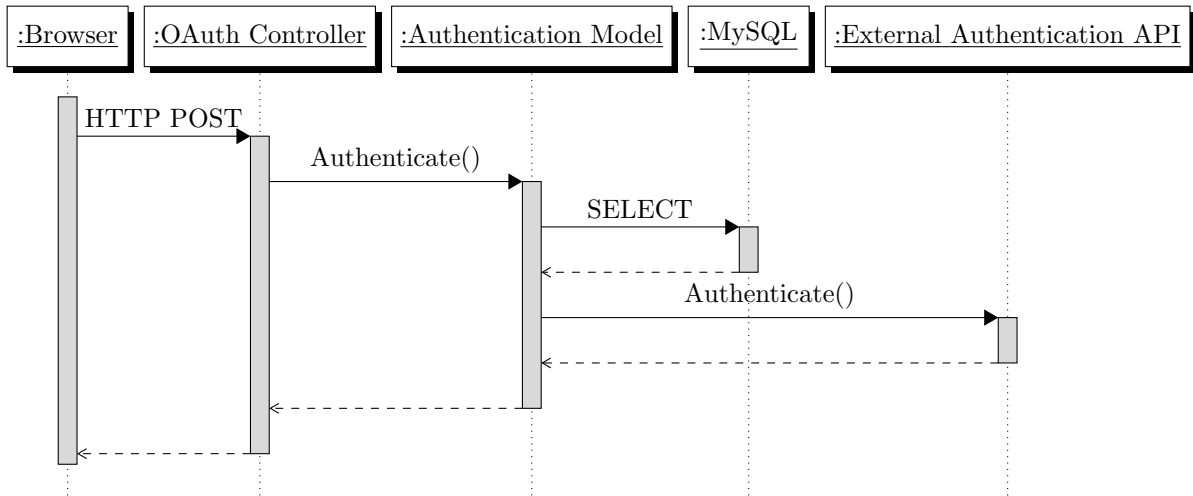 :Browser
:OAuth Controller
:Authentication Model
:MySQL
:External Authentication API
HTTP POST
Authenticate()
SELECT
Authenticate()